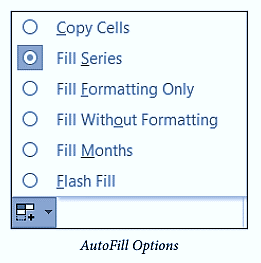 Copy Cells
Fill Series
Fill Formatting Only
Fill Without Formatting
Fill Months
Flash Fill
AutoFill Options